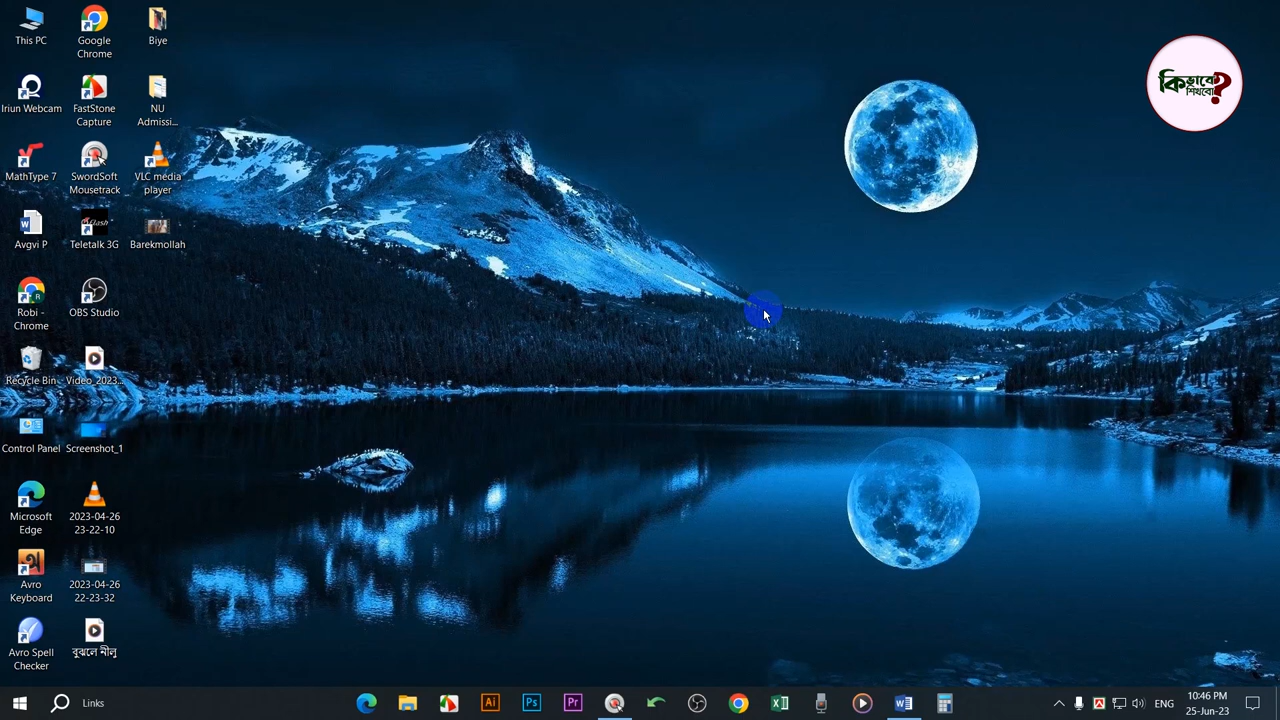 This PC
Google
Chrome
Biye
Iriun Webcam
FastStone
Capture
NU
Admissi...
MathType 7
SwordSoft
Mousetrack
VLC media
player
Avgvi P
Teletalk 3G
Barekmollah
Robi -
Chrome
OBS Studio
Recycle Bin
Video_2023...
Control Panel
Screenshot_1
Microsoft
Edge
2023-04-26
23-22-10
Avro
Keyboard
2023-04-26
22-23-32
Avro Spell
Checker
বুঝলে নীলু
কিভাবে
শিখবো?
Links
Ai
Ps
Pr
ENG
10:46 PM
25-Jun-23